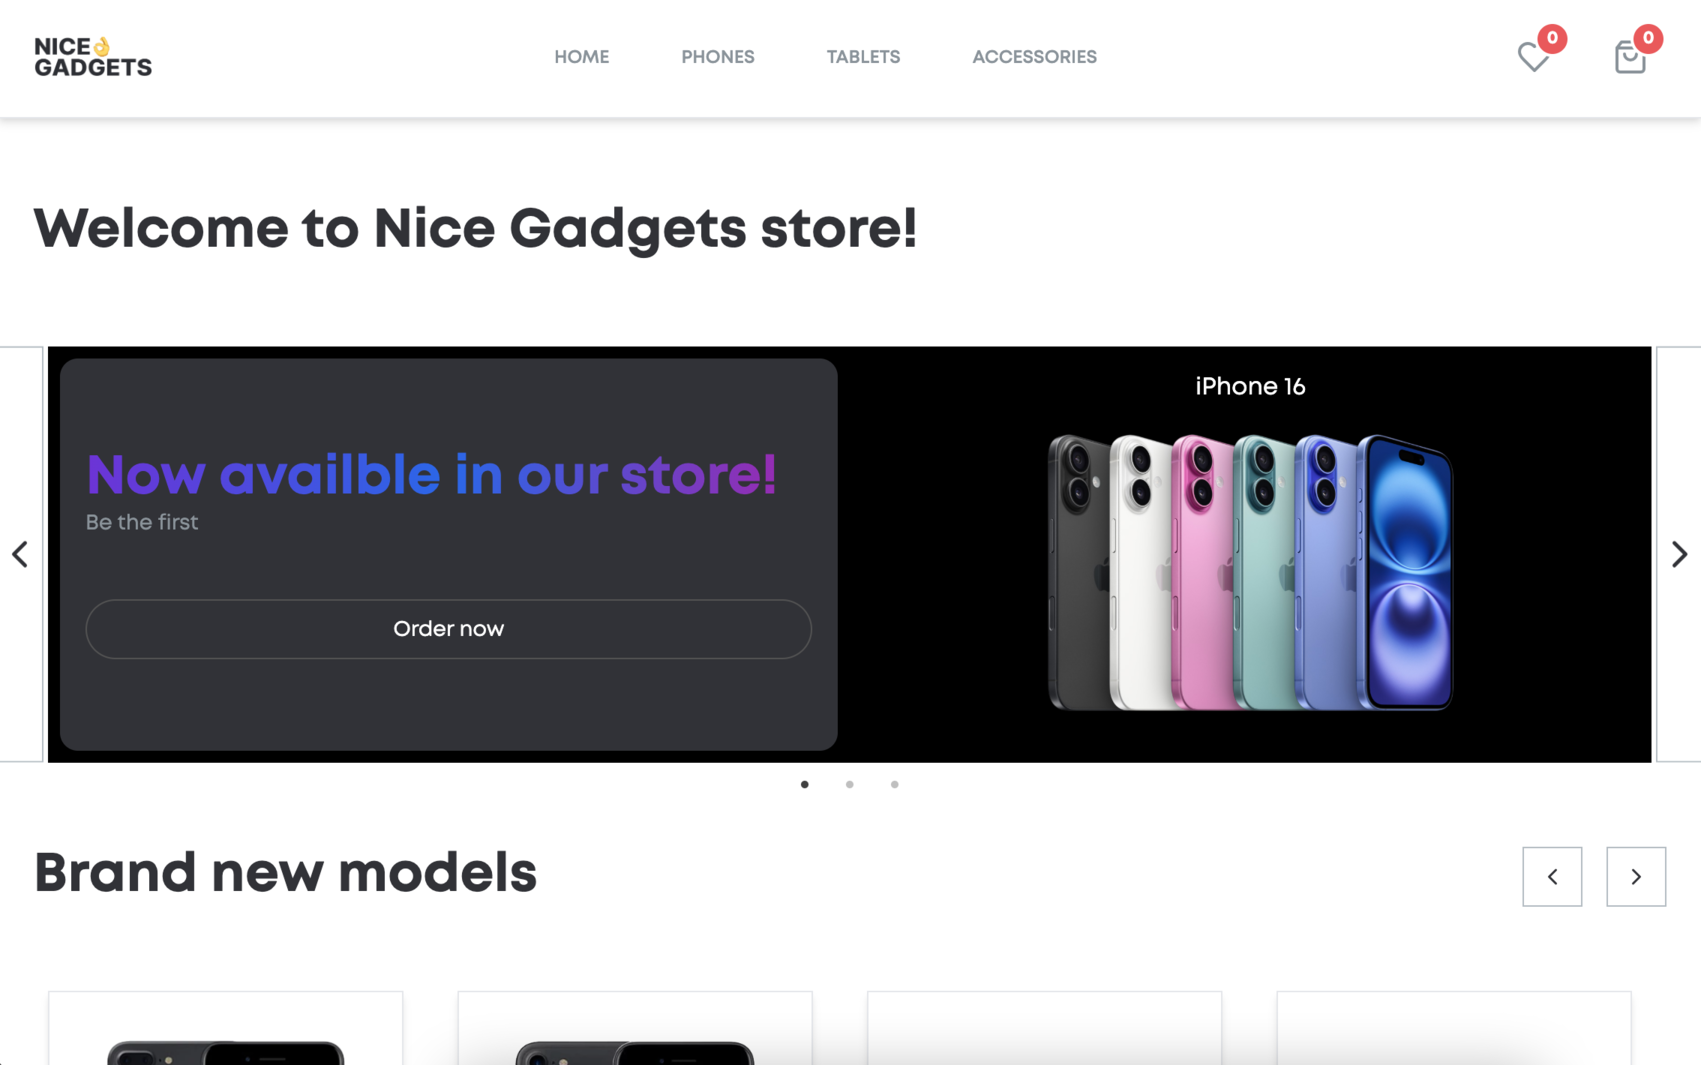 NICE👌
GADGETS
HOME
PHONES
TABLETS
ACCESSORIES
0
0
Welcome to Nice Gadgets store!
Now availble in our store!
Be the first
Order now
iPhone 16
Brand new models